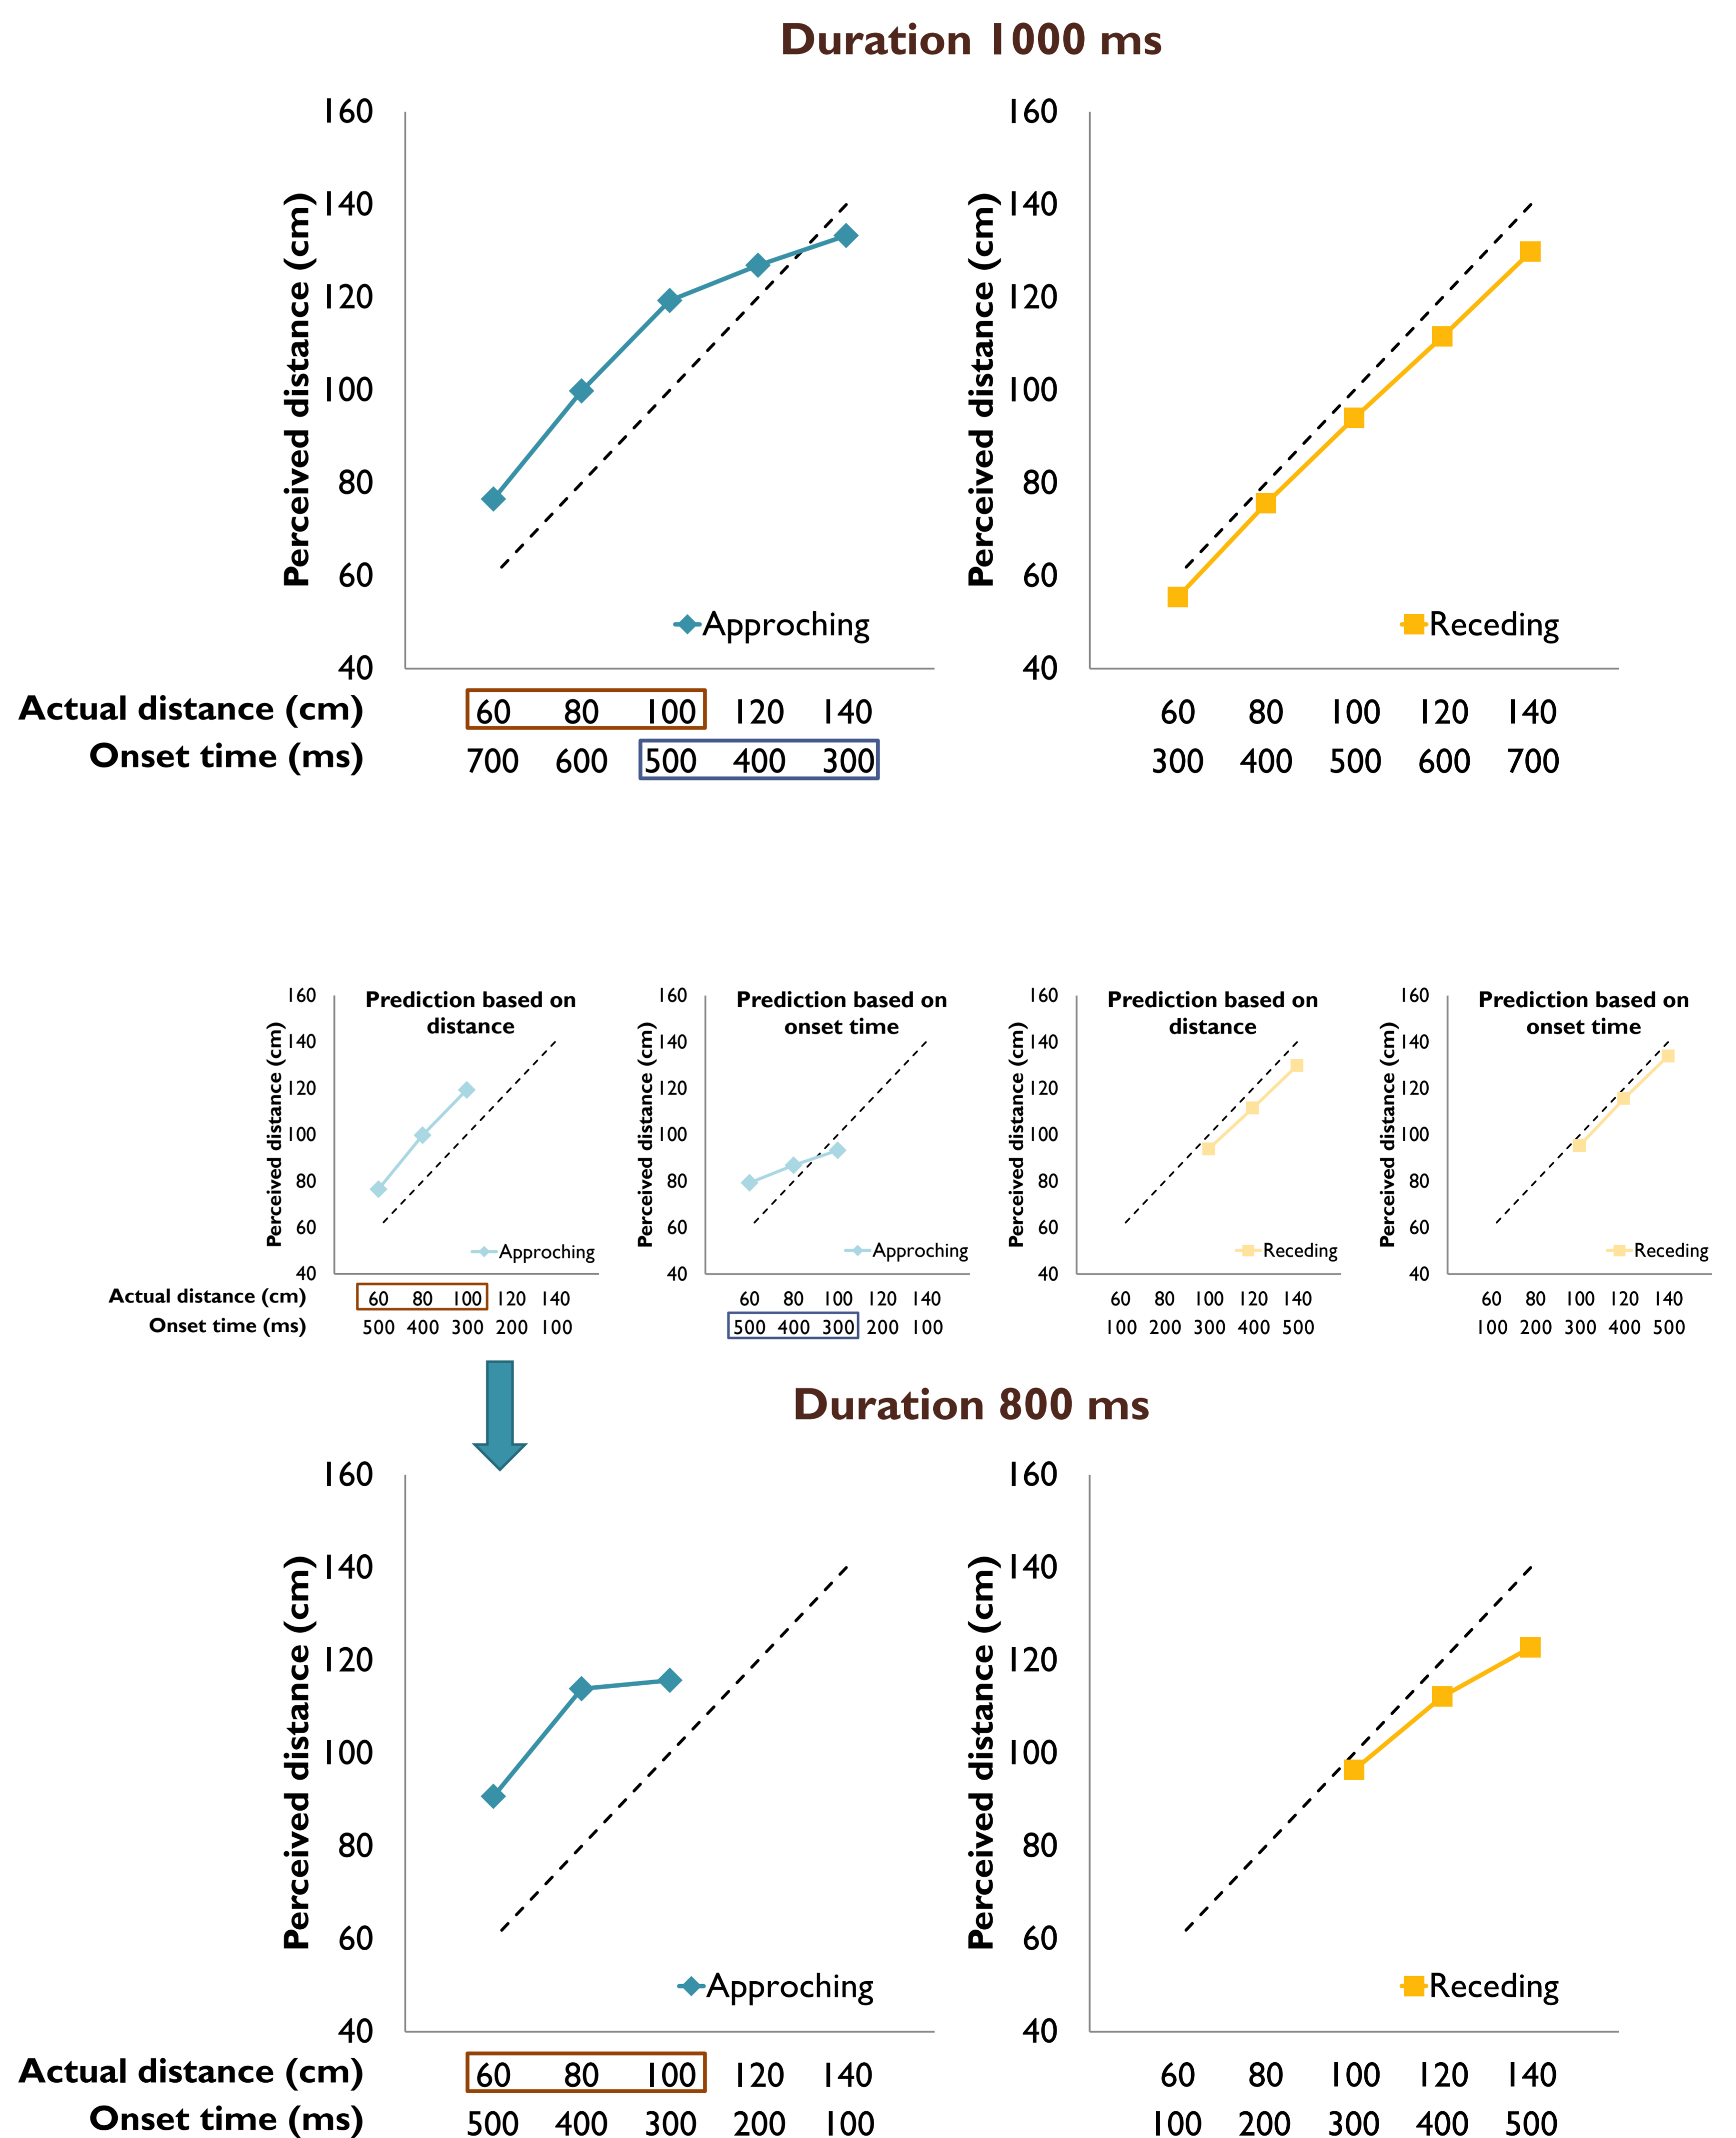 Duration 1000 ms
Perceived distance (cm)
160
140
120
100
80
60
40
Approching
Actual distance (cm) 60 80 100 120 140
Onset time (ms) 700 600 500 400 300
Perceived distance (cm)
160
140
120
100
80
60
40
Receding
60 80 100 120 140
300 400 500 600 700
Prediction based on
distance
Perceived distance (cm)
160
140
120
100
80
60
40
Approching
Actual distance (cm) 60 80 100 120 140
Onset time (ms) 500 400 300 200 100
Prediction based on
onset time
Perceived distance (cm)
160
140
120
100
80
60
40
Approching
60 80 100 120 140
500 400 300 200 100
Prediction based on
distance
Perceived distance (cm)
160
140
120
100
80
60
40
Receding
60 80 100 120 140
100 200 300 400 500
Prediction based on
onset time
Perceived distance (cm)
160
140
120
100
80
60
40
Receding
60 80 100 120 140
100 200 300 400 500
Duration 800 ms
Perceived distance (cm)
160
140
120
100
80
60
40
Approching
Actual distance (cm) 60 80 100 120 140
Onset time (ms) 500 400 300 200 100
Perceived distance (cm)
160
140
120
100
80
60
40
Receding
60 80 100 120 140
100 200 300 400 500